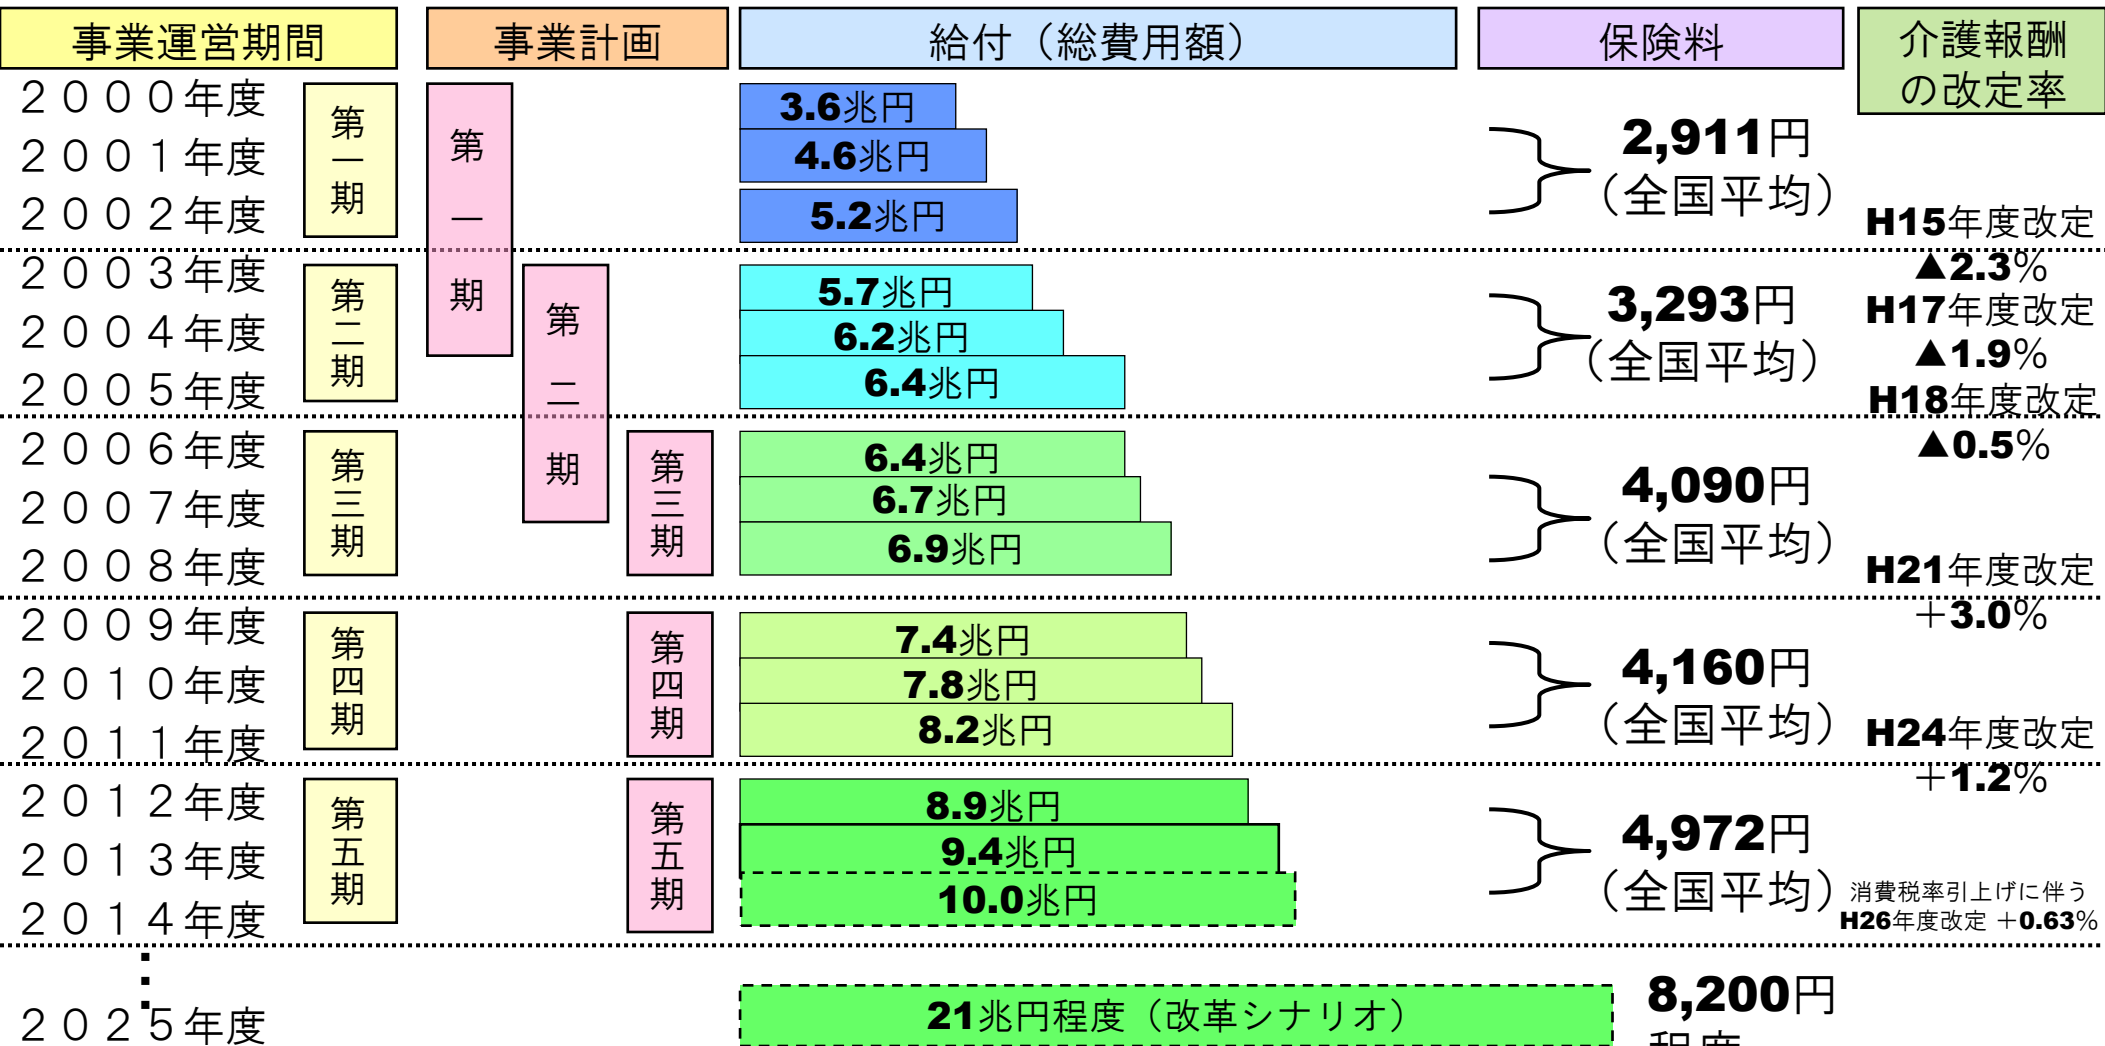 事業運営期間
事業計画
給付（総費用額）
保険料
介護報酬
の改定率
２０００年度
２００１年度
２００２年度
第一期
第一期
3.6兆円
4.6兆円
5.2兆円
2,911円
（全国平均）
H15年度改定
▲2.3％
２００３年度
２００４年度
２００５年度
第二期
第二期
5.7兆円
6.2兆円
6.4兆円
3,293円
（全国平均）
H17年度改定
▲1.9％
H18年度改定
▲0.5％
２００６年度
２００７年度
２００８年度
第三期
第三期
6.4兆円
6.7兆円
6.9兆円
4,090円
（全国平均）
H21年度改定
＋3.0％
２００９年度
２０１０年度
２０１１年度
第四期
第四期
7.4兆円
7.8兆円
8.2兆円
4,160円
（全国平均）
H24年度改定
＋1.2％
２０１２年度
２０１３年度
２０１４年度
第五期
第五期
8.9兆円
9.4兆円
10.0兆円
4,972円
（全国平均）
消費税率引上げに伴う
H26年度改定 ＋0.63％
２０２５年度
21兆円程度（改革シナリオ）
8,200円
程度